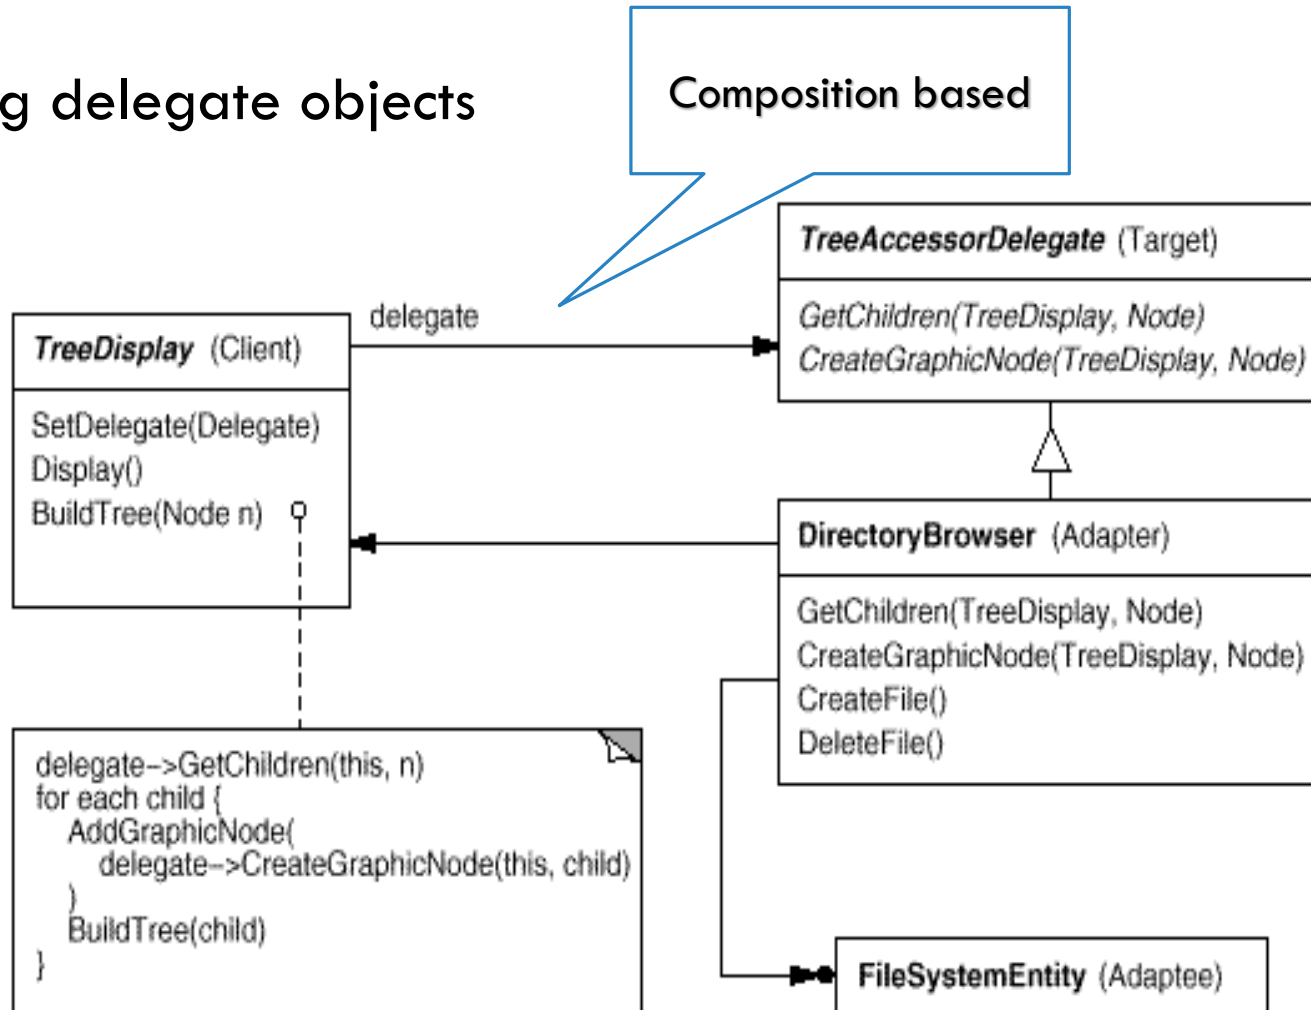 g delegate objects
Composition based
TreeAccessorDelegate (Target)
GetChildren(TreeDisplay, Node)
CreateGraphicNode(TreeDisplay, Node)
delegate
TreeDisplay (Client)
SetDelegate(Delegate)
Display()
BuildTree(Node n)
DirectoryBrowser (Adapter)
GetChildren(TreeDisplay, Node)
CreateGraphicNode(TreeDisplay, Node)
CreateFile()
DeleteFile()
delegate–>GetChildren(this, n)
for each child {
AddGraphicNode(
delegate–>CreateGraphicNode(this, child)
)
BuildTree(child)
}
FileSystemEntity (Adaptee)